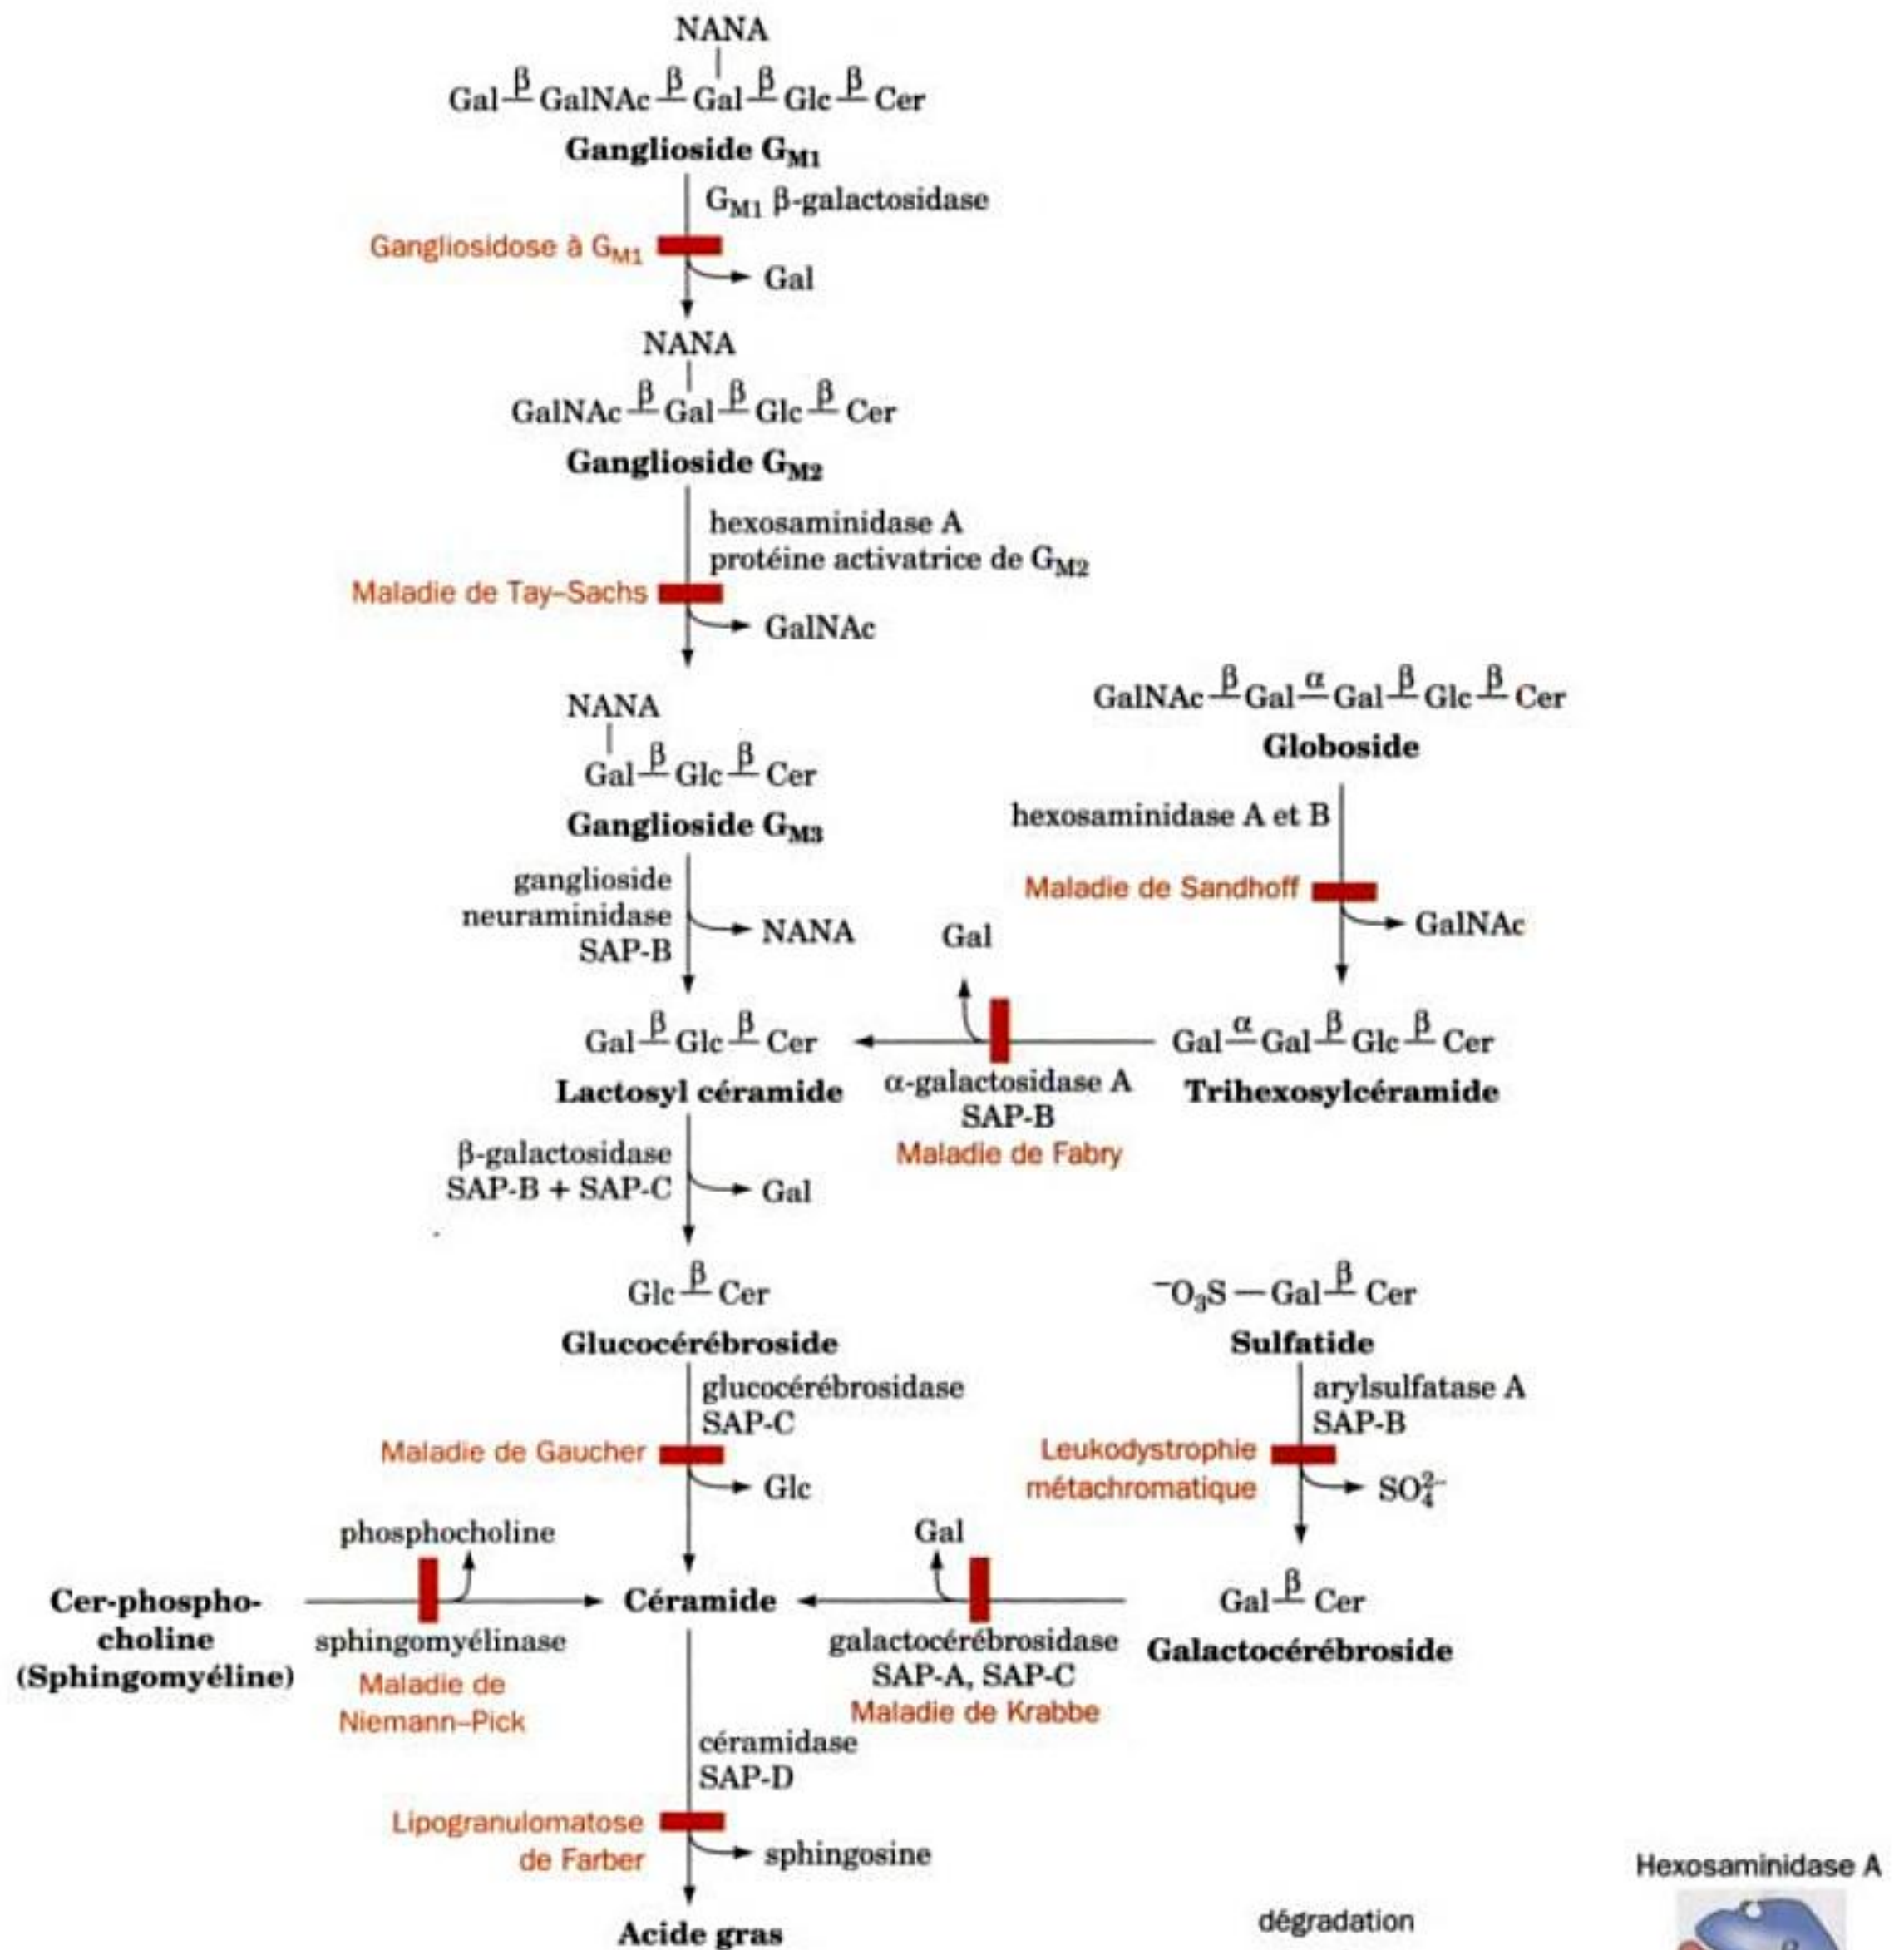 NANA
Gal β GalNAc β Gal β Glc β Cer
Ganglioside GM1
GM1 β-galactosidase
Gangliosidose à GM1
Gal
NANA
GalNAc β Gal β Glc β Cer
Ganglioside GM2
hexosaminidase A
protéine activatrice de GM2
Maladie de Tay–Sachs
GalNAc
NANA
Gal β Glc β Cer
Ganglioside GM3
ganglioside
neuraminidase
SAP-B
NANA
GalNAc β Gal α Gal β Glc β Cer
Globoside
hexosaminidase A et B
Maladie de Sandhoff
GalNAc
Gal
Gal β Glc β Cer
Lactosyl céramide
α-galactosidase A
SAP-B
Maladie de Fabry
Gal α Gal β Glc β Cer
Trihexosylcéramide
β-galactosidase
SAP-B + SAP-C
Gal
Glc β Cer
Glucocérébroside
glucocérébrosidase
SAP-C
Maladie de Gaucher
Glc
⁻O₃S — Gal β Cer
Sulfatide
arylsulfatase A
SAP-B
Leukodystrophie
métachromatique
SO₄²⁻
phosphocholine
Cer-phospho-
choline
(Sphingomyéline)
sphingomyélinase
Maladie de
Niemann–Pick
Céramide
Gal
galactocérébrosidase
SAP-A, SAP-C
Maladie de Krabbe
Gal β Cer
Galactocérébroside
céramidase
SAP-D
Lipogranulomatose
de Farber
sphingosine
Acide gras
dégradation
Hexosaminidase A